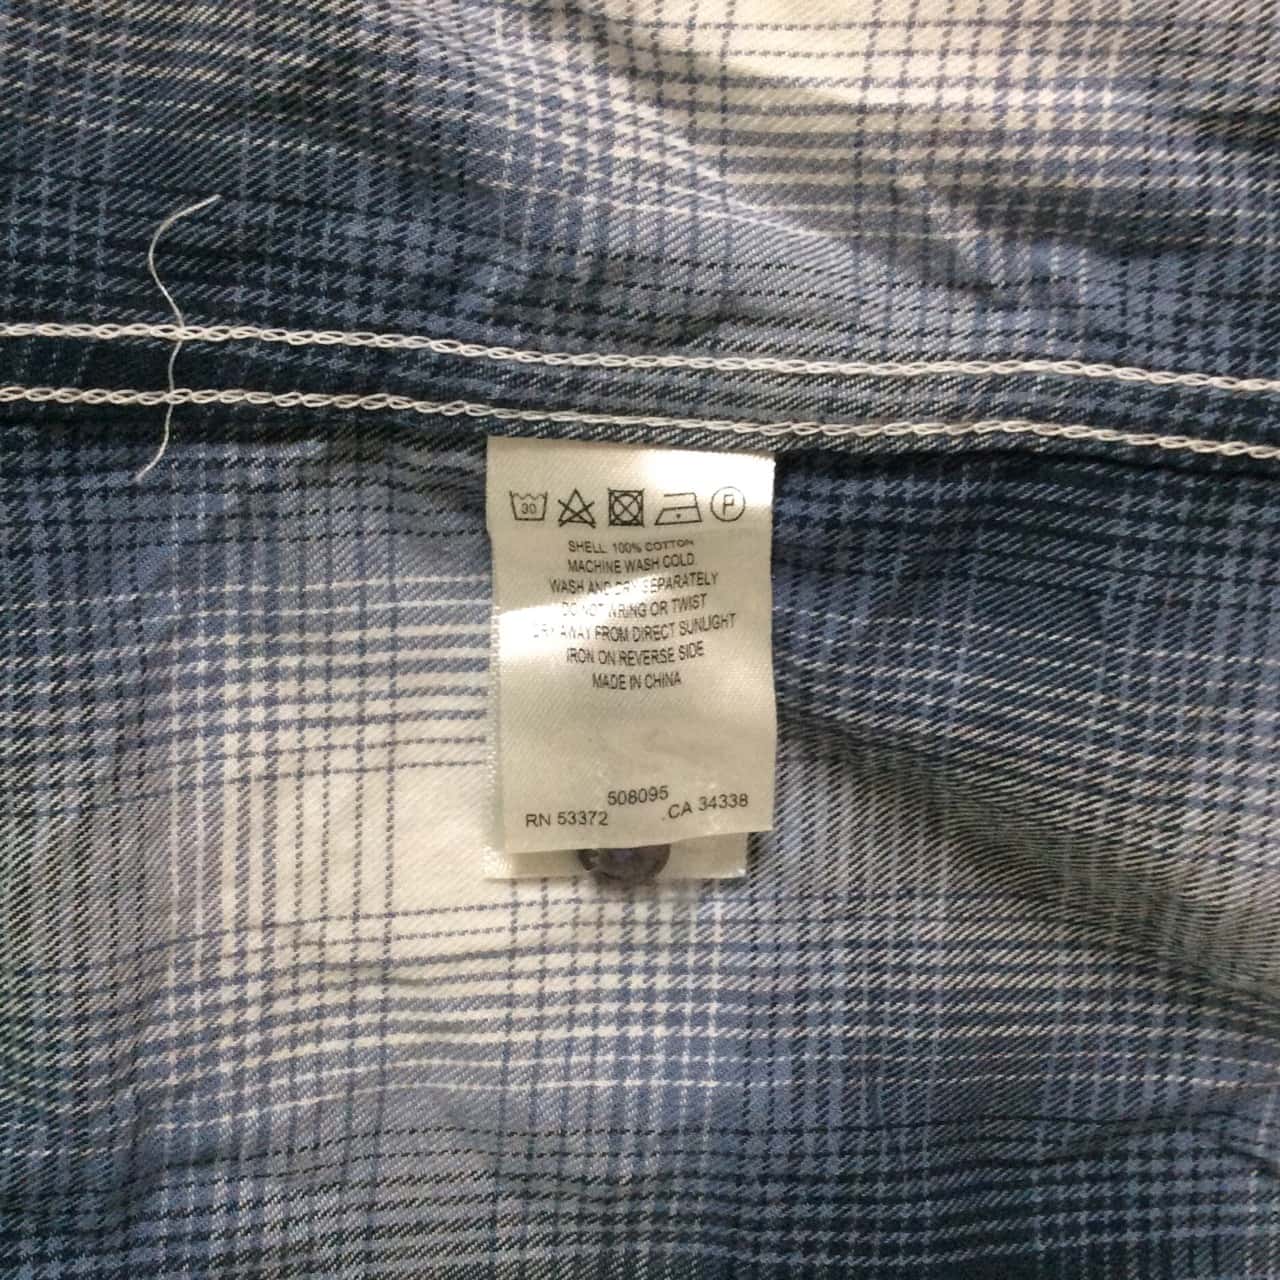 30 P
SHELL 100% COTTON
MACHINE WASH COLD
WASH AND DRY SEPARATELY
DO NOT WRING OR TWIST
DRY AWAY FROM DIRECT SUNLIGHT
IRON ON REVERSE SIDE
MADE IN CHINA
508095
RN 53372 CA 34338